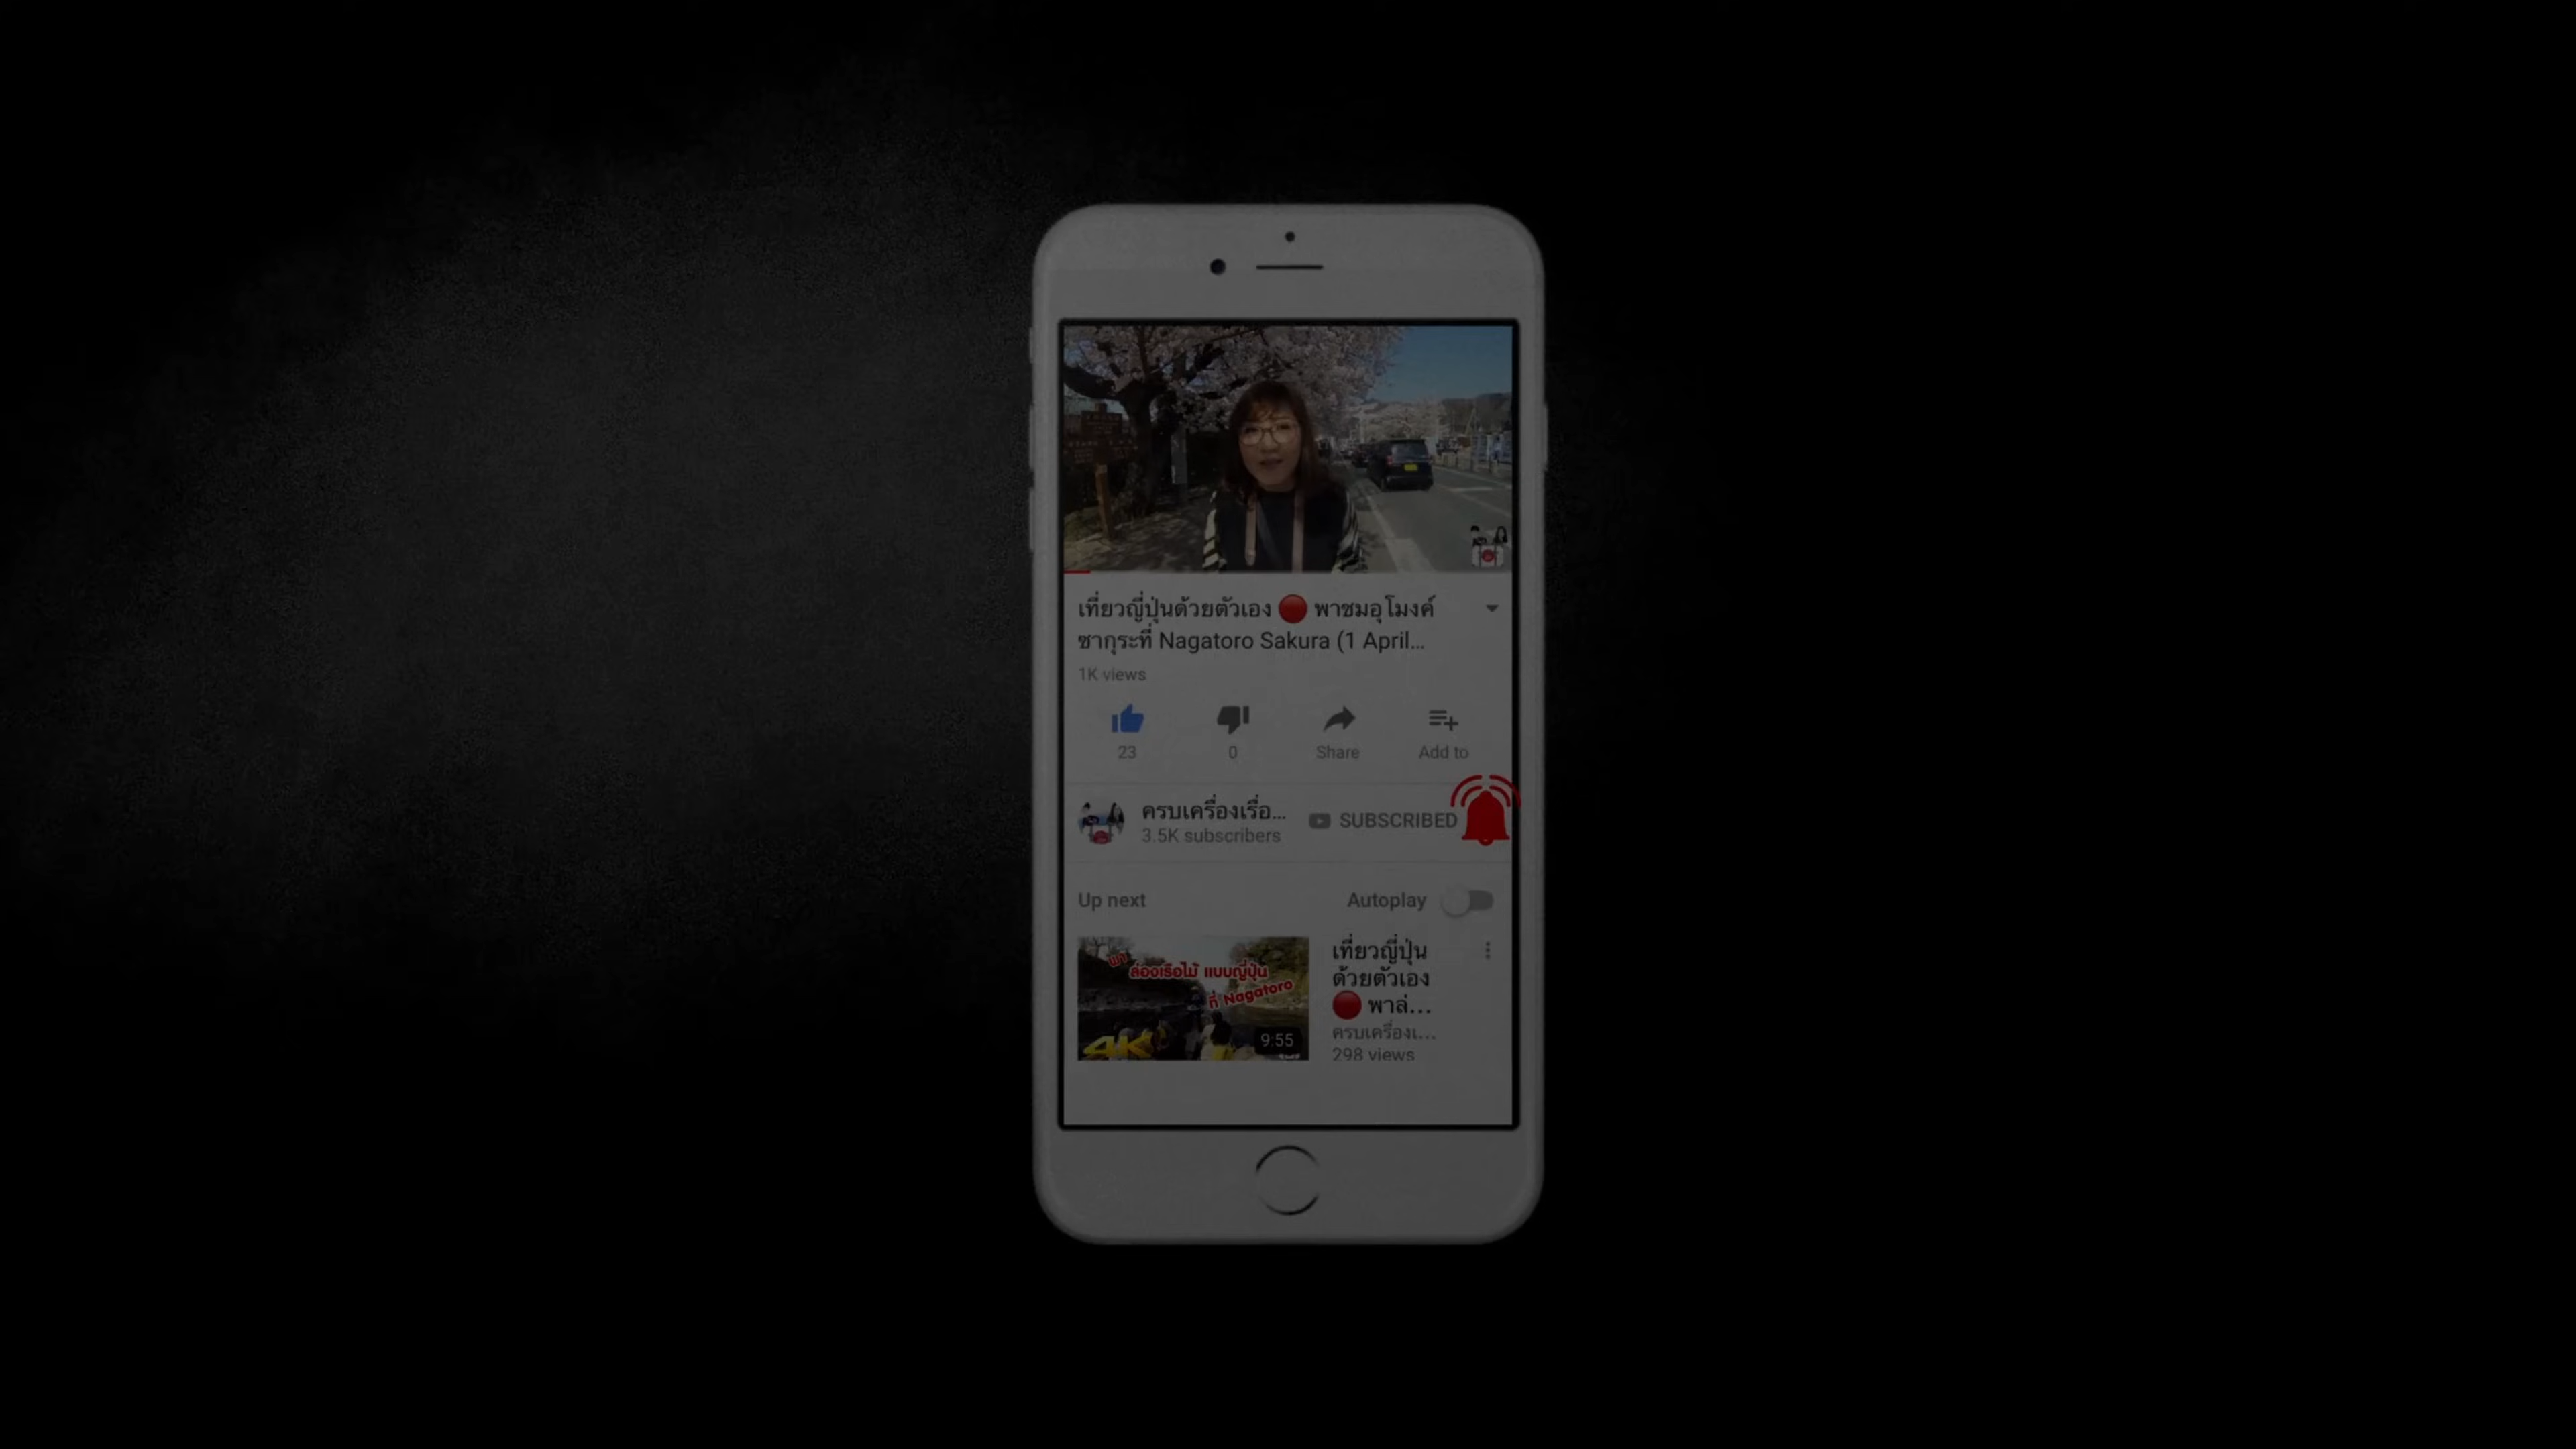 เที่ยวญี่ปุ่นด้วยตัวเอง 🔴 พาชมอุโมงค์
ซากุระที่ Nagatoro Sakura (1 April...
1K views
23
0
Share
Add to
ครบเครื่องเรื่อ...
3.5K subscribers
SUBSCRIBED
Up next
Autoplay
พา
ล่องเรือไม้ แบบญี่ปุ่น
ที่ Nagatoro
4K
9:55
เที่ยวญี่ปุ่น
ด้วยตัวเอง
🔴 พาล่...
ครบเครื่องเ...
298 views